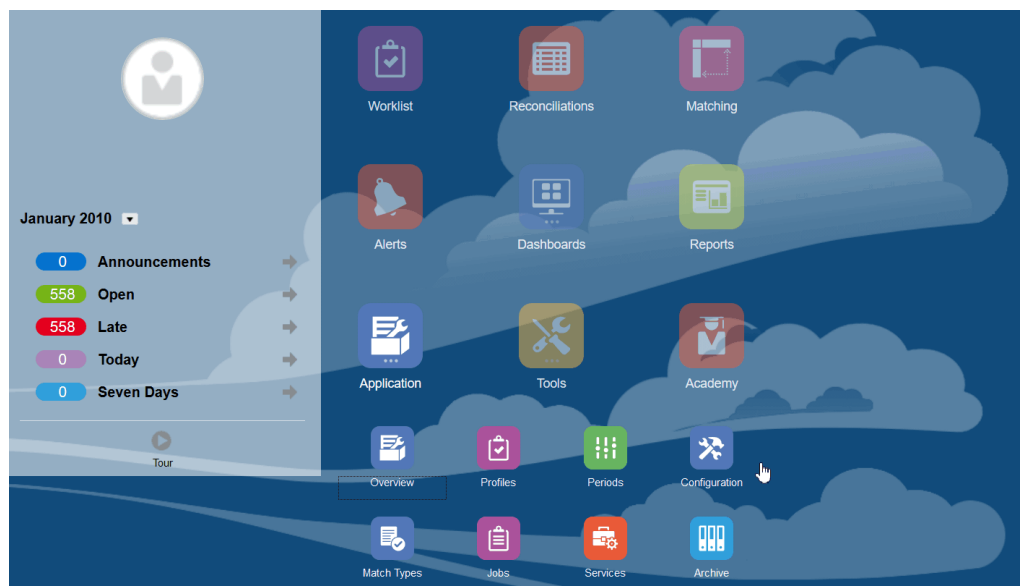 January 2010
0 Announcements
558 Open
558 Late
0 Today
0 Seven Days
Tour
Worklist
Reconciliations
Matching
Alerts
Dashboards
Reports
Application
Tools
Academy
Overview
Profiles
Periods
Configuration
Match Types
Jobs
Services
Archive